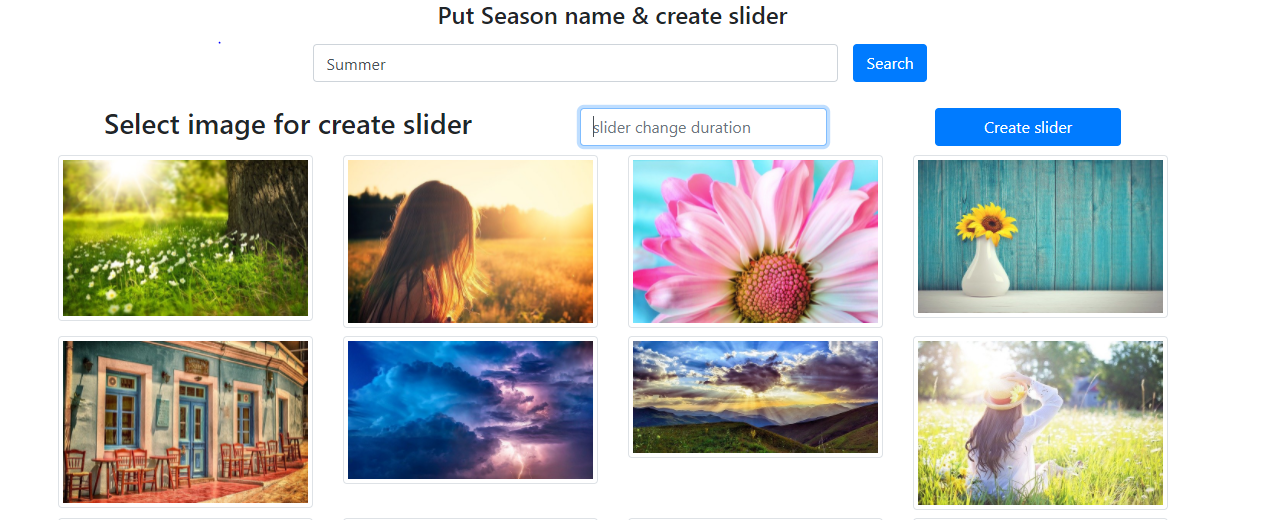 Put Season name & create slider
Summer
Search
Select image for create slider
slider change duration
Create slider